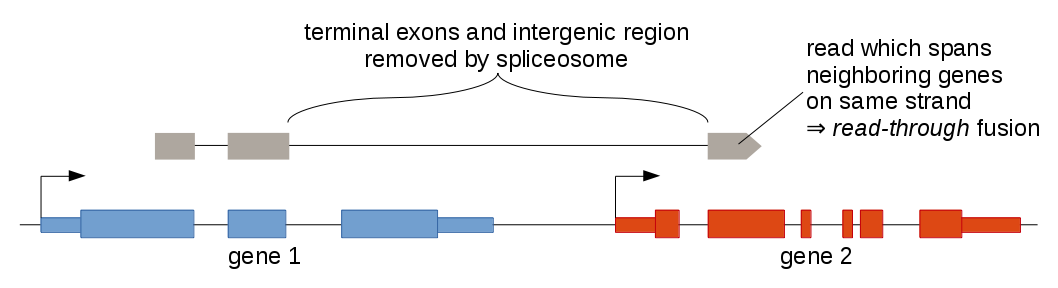 terminal exons and intergenic region
removed by spliceosome
read which spans
neighboring genes
on same strand
⇒ read-through fusion
gene 1
gene 2